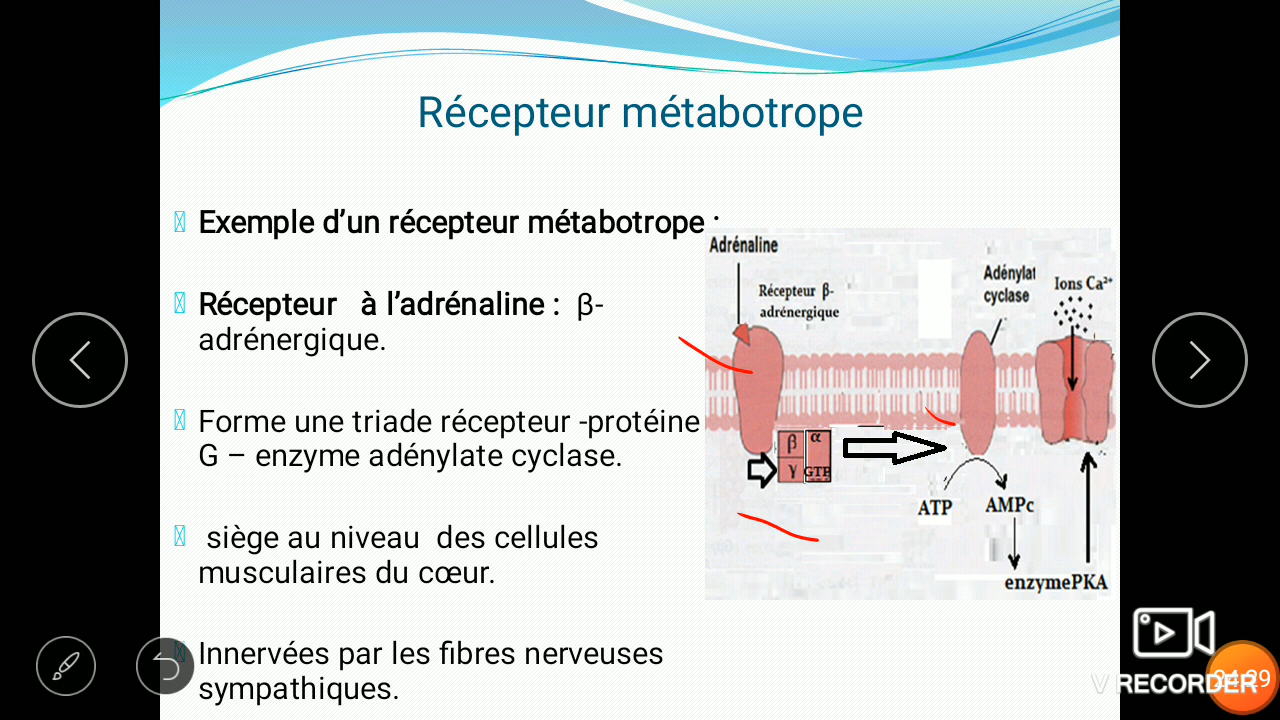 Récepteur métabotrope
Exemple d’un récepteur métabotrope :
Récepteur à l’adrénaline : β-
adrénergique.
Forme une triade récepteur -protéine
G – enzyme adénylate cyclase.
siège au niveau des cellules
musculaires du cœur.
Innervées par les fibres nerveuses
sympathiques.
Adrénaline
Récepteur β-
adrénergique
Adénylat
cyclase
Ions Ca²⁺
β α
γ GTP
ATP AMPc
enzymePKA
V RECORDER
24:29